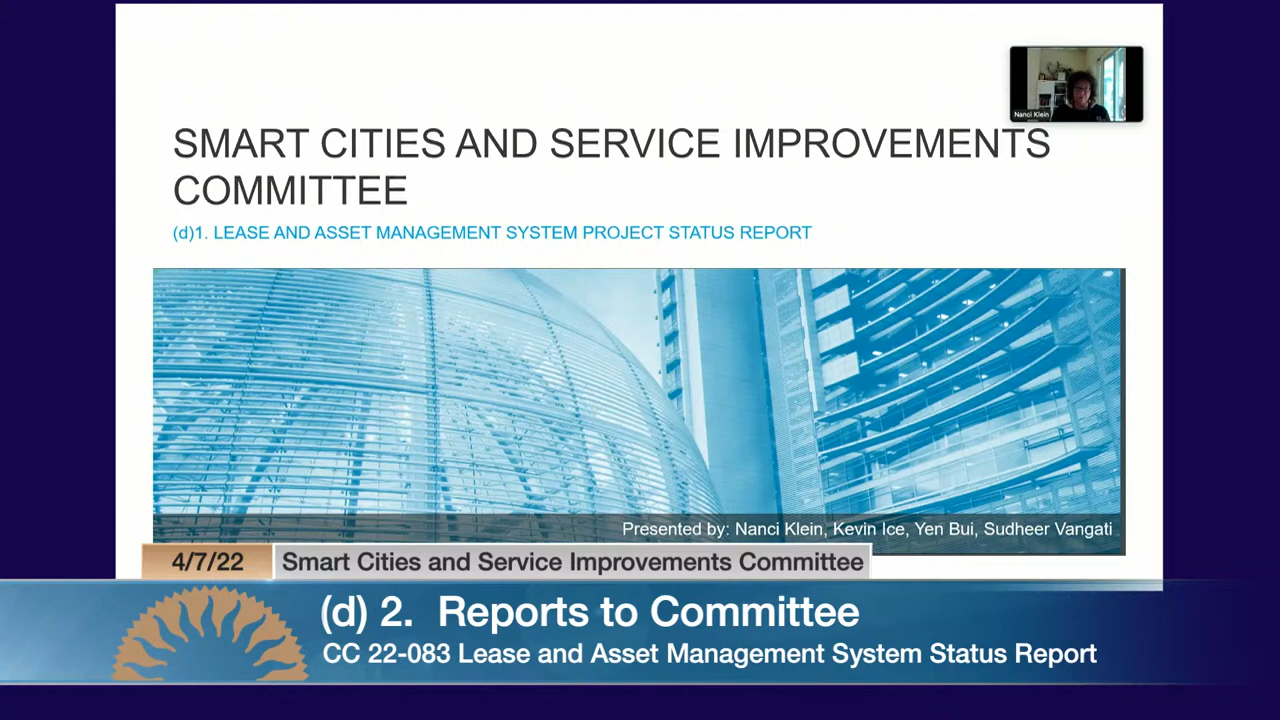 Nanci Klein
SMART CITIES AND SERVICE IMPROVEMENTS
COMMITTEE
(d)1. LEASE AND ASSET MANAGEMENT SYSTEM PROJECT STATUS REPORT
Presented by: Nanci Klein, Kevin Ice, Yen Bui, Sudheer Vangati
4/7/22
Smart Cities and Service Improvements Committee
(d) 2. Reports to Committee
CC 22-083 Lease and Asset Management System Status Report